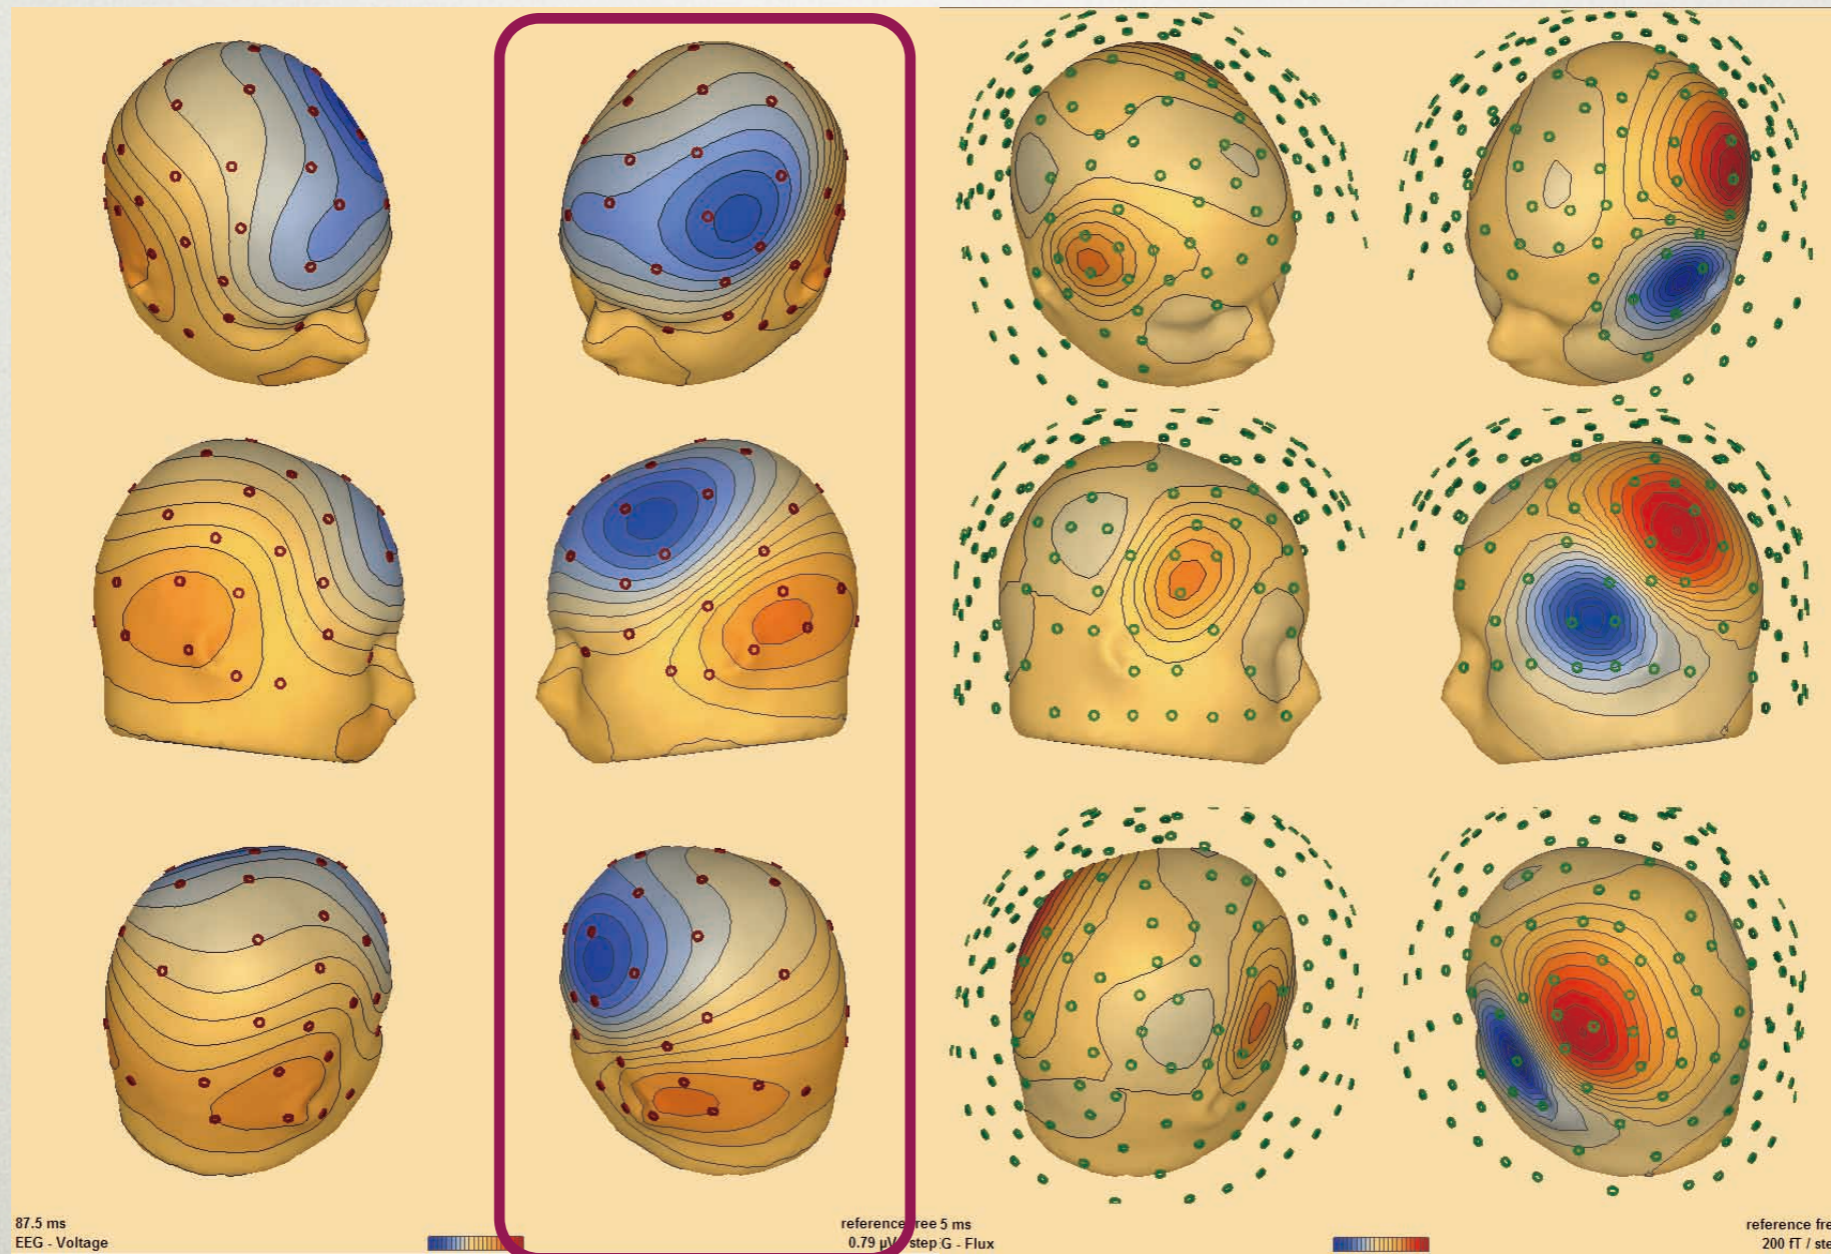 87.5 ms
EEG - Voltage
reference free
0.79 µV / step
5 ms
G - Flux
reference fre
200 fT / ste